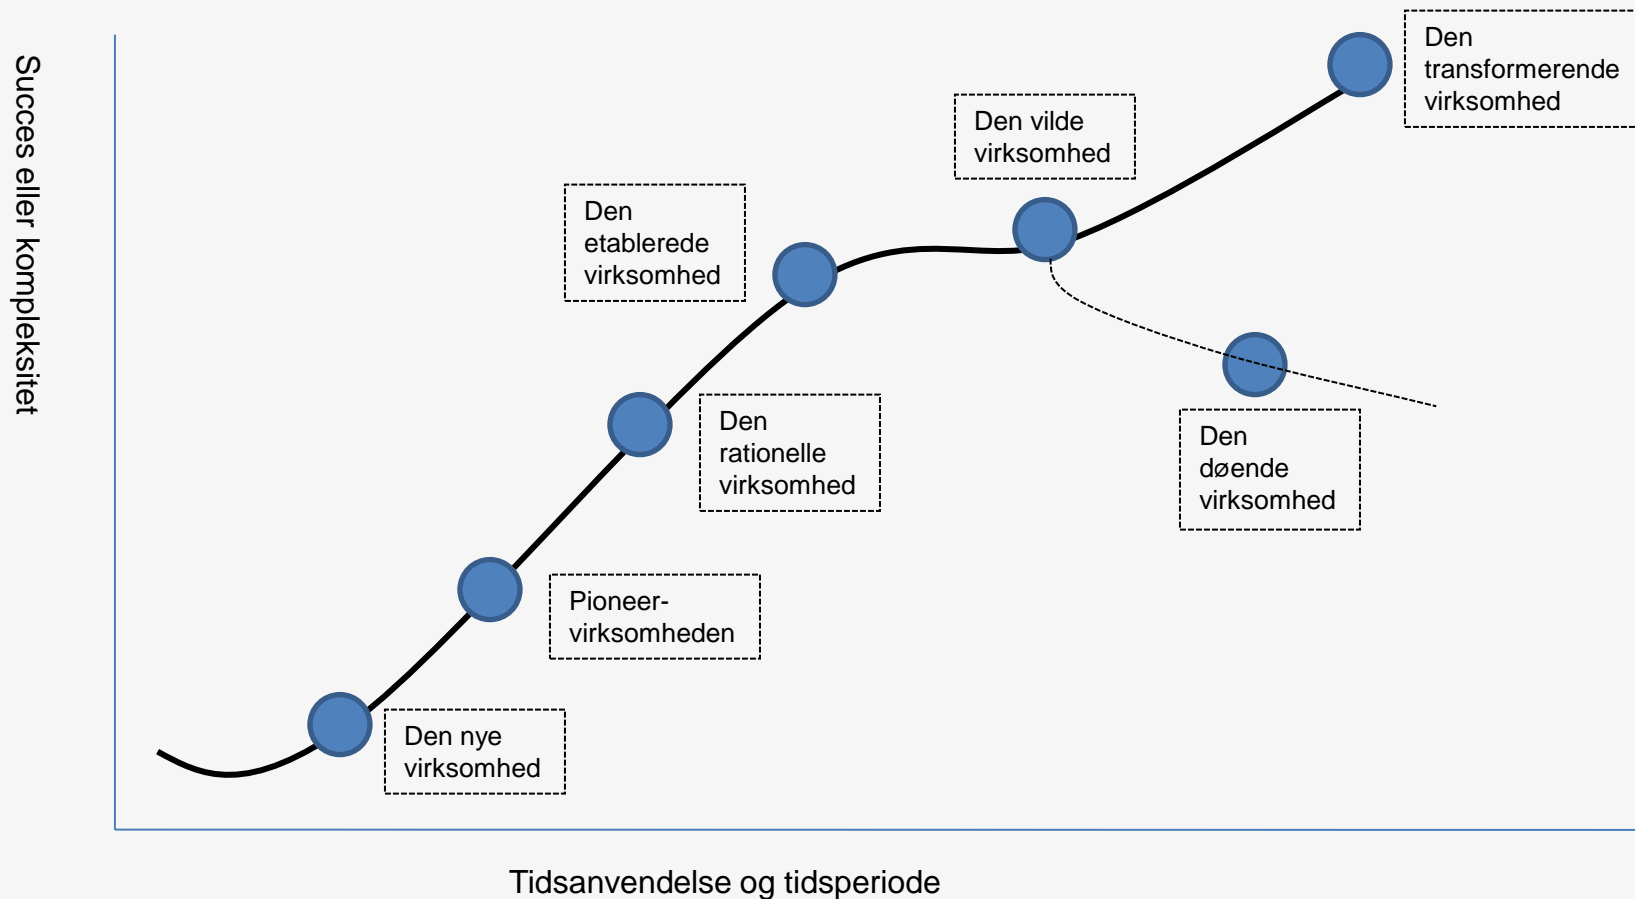 Succes eller kompleksitet
Den
transformerende
virksomhed
Den vilde
virksomhed
Den
etablerede
virksomhed
Den
rationelle
virksomhed
Den
døende
virksomhed
Pioneer-
virksomheden
Den nye
virksomhed
Tidsanvendelse og tidsperiode